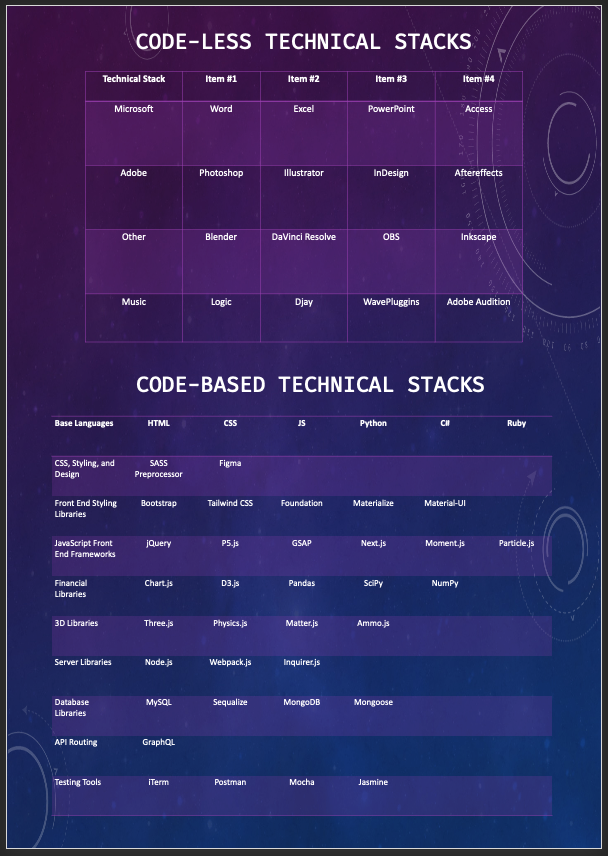 CODE-LESS TECHNICAL STACKS
Technical Stack Item #1 Item #2 Item #3 Item #4
Microsoft Word Excel PowerPoint Access
Adobe Photoshop Illustrator InDesign Aftereffects
Other Blender DaVinci Resolve OBS Inkscape
Music Logic Djay WavePluggins Adobe Audition
CODE-BASED TECHNICAL STACKS
Base Languages HTML CSS JS Python C# Ruby
CSS, Styling, and SASS Figma
Design Preprocessor
Front End Styling Bootstrap Tailwind CSS Foundation Materialize Material-UI
Libraries
JavaScript Front jQuery P5.js GSAP Next.js Moment.js Particle.js
End Frameworks
Financial Chart.js D3.js Pandas SciPy NumPy
Libraries
3D Libraries Three.js Physics.js Matter.js Ammo.js
Server Libraries Node.js Webpack.js Inquirer.js
Database MySQL Sequalize MongoDB Mongoose
Libraries
API Routing GraphQL
Testing Tools iTerm Postman Mocha Jasmine